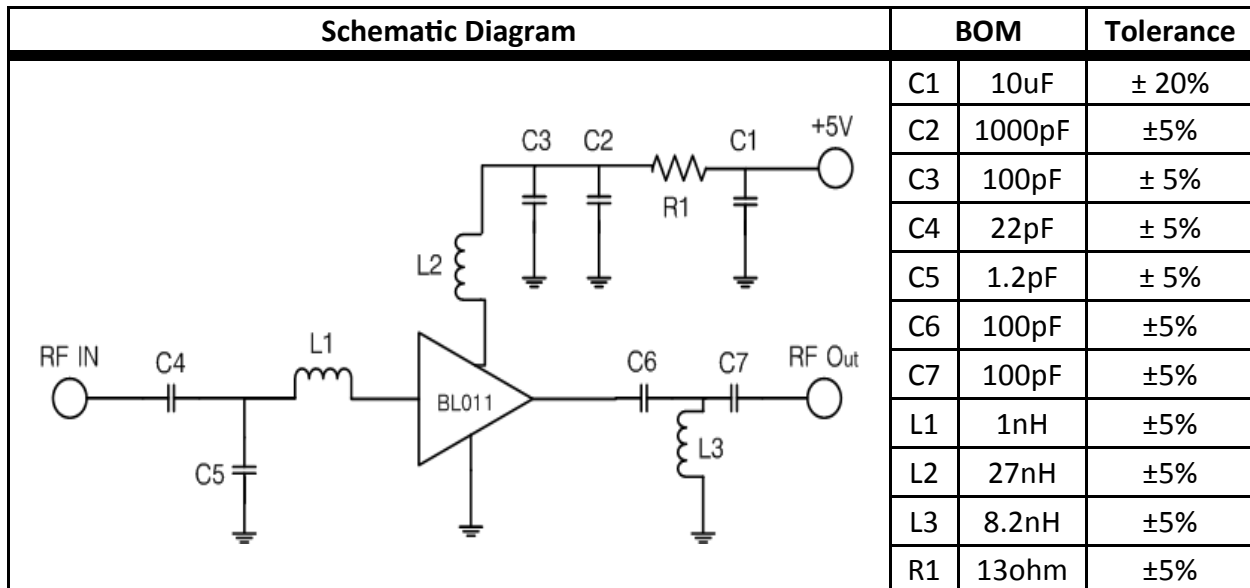 Schematic Diagram BOM Tolerance
C1 10uF ± 20%
C2 1000pF ±5%
C3 100pF ± 5%
C4 22pF ± 5%
C5 1.2pF ± 5%
C6 100pF ±5%
C7 100pF ±5%
L1 1nH ±5%
L2 27nH ±5%
L3 8.2nH ±5%
R1 13ohm ±5%
+5V
C3 C2 C1
R1
L2
RF IN C4 L1 C6 C7 RF Out
BL011
L3
C5